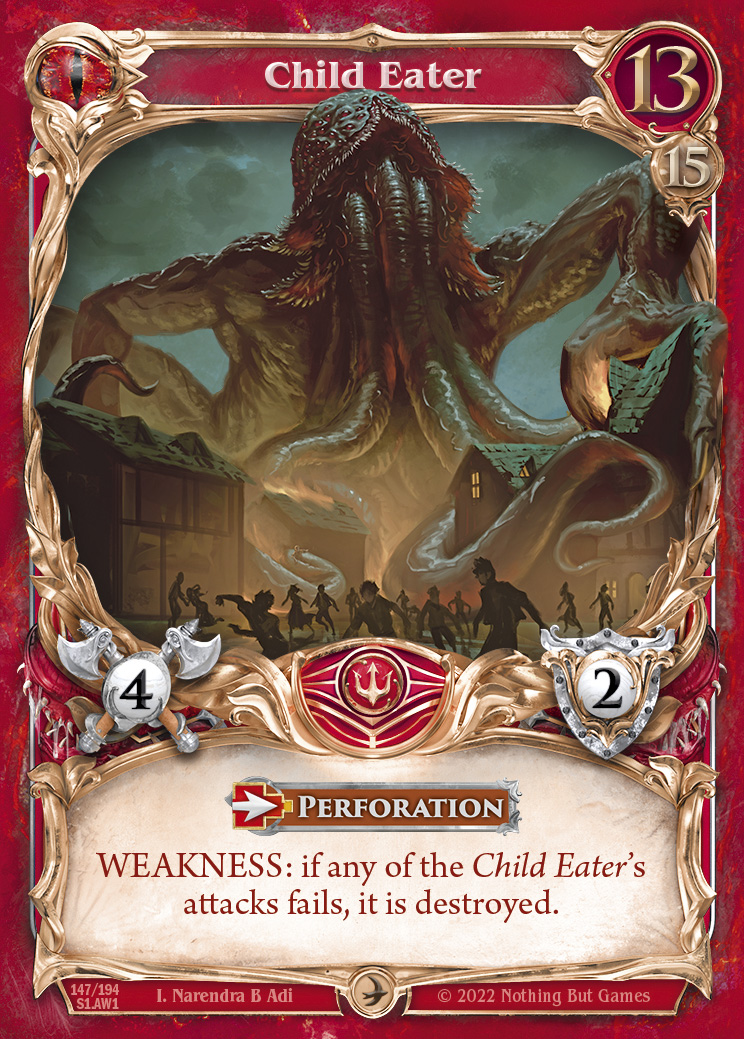 Child Eater
13
15
4
2
PERFORATION
WEAKNESS: if any of the Child Eater's
attacks fails, it is destroyed.
147/194
S1.AW1
I. Narendra B Adi
© 2022 Nothing But Games